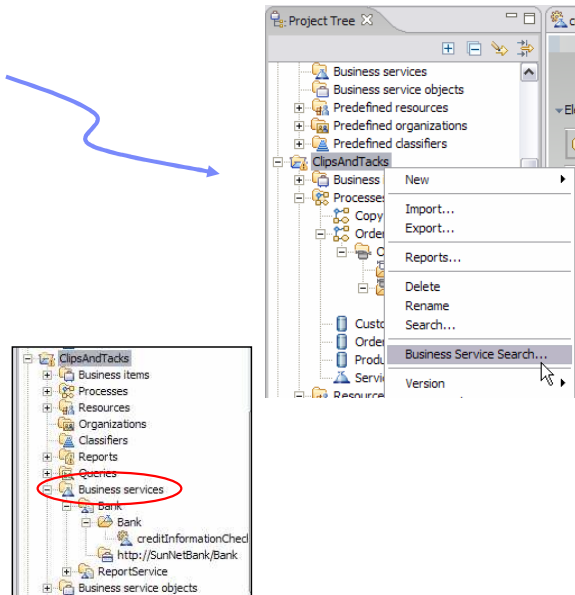 Project Tree
Business services
Business service objects
Predefined resources
Predefined organizations
Predefined classifiers
ClipsAndTacks
Business
Processes
Copy
Order
New
Import...
Export...
Reports...
Delete
Rename
Search...
Business Service Search...
Version
Custo
Order
Produ
Servi
Resource
ClipsAndTacks
Business items
Processes
Resources
Organizations
Classifiers
Reports
Queries
Business services
Bank
Bank
creditInformationChec
http://SunNetBank/Bank
ReportService
Business service objects